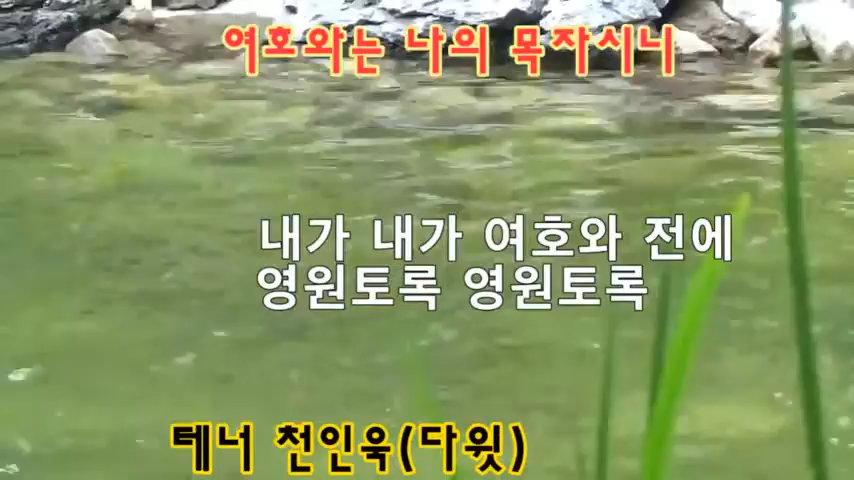 여호와는 나의 목자시니
내가 내가 여호와 전에
영원토록 영원토록
테너 천인욱(다윗)